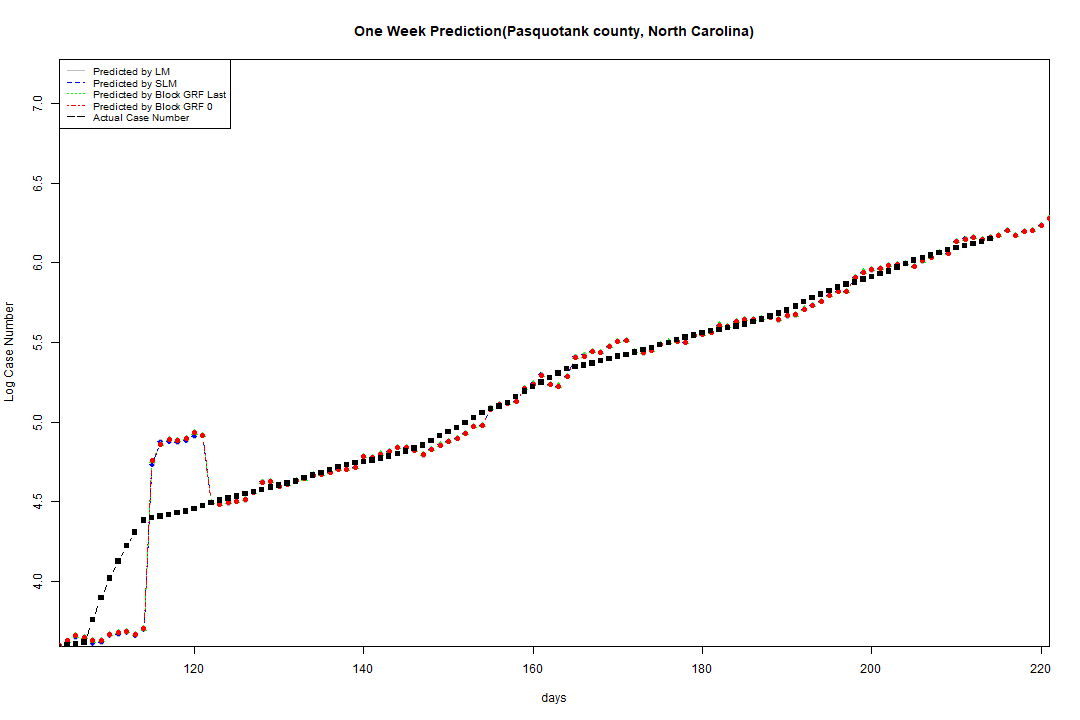 One Week Prediction(Pasquotank county, North Carolina)
Predicted by LM
Predicted by SLM
Predicted by Block GRF Last
Predicted by Block GRF 0
Actual Case Number
7.0
6.5
6.0
5.5
5.0
4.5
4.0
Log Case Number
120
140
160
180
200
220
days